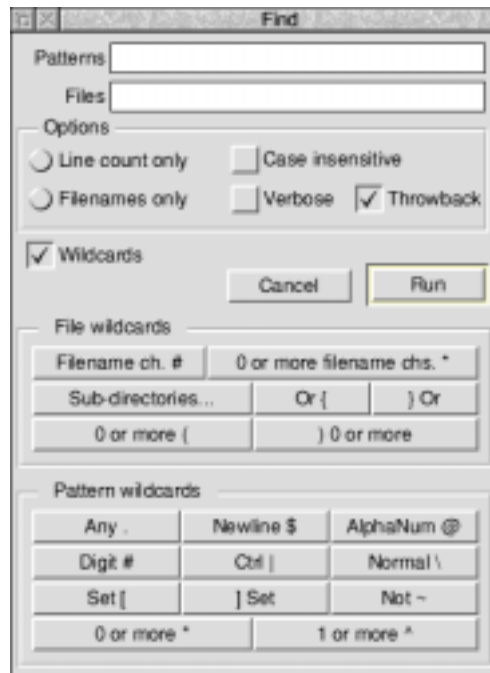 Find
Patterns
Files
Options
Line count only Case insensitive
Filenames only Verbose Throwback
Wildcards
Cancel Run
File wildcards
Filename ch. # 0 or more filename chs. *
Sub-directories... Or { } Or
0 or more ( ) 0 or more
Pattern wildcards
Any . Newline $ AlphaNum @
Digit # Ctrl | Normal \
Set [ ] Set Not ~
0 or more * 1 or more ^